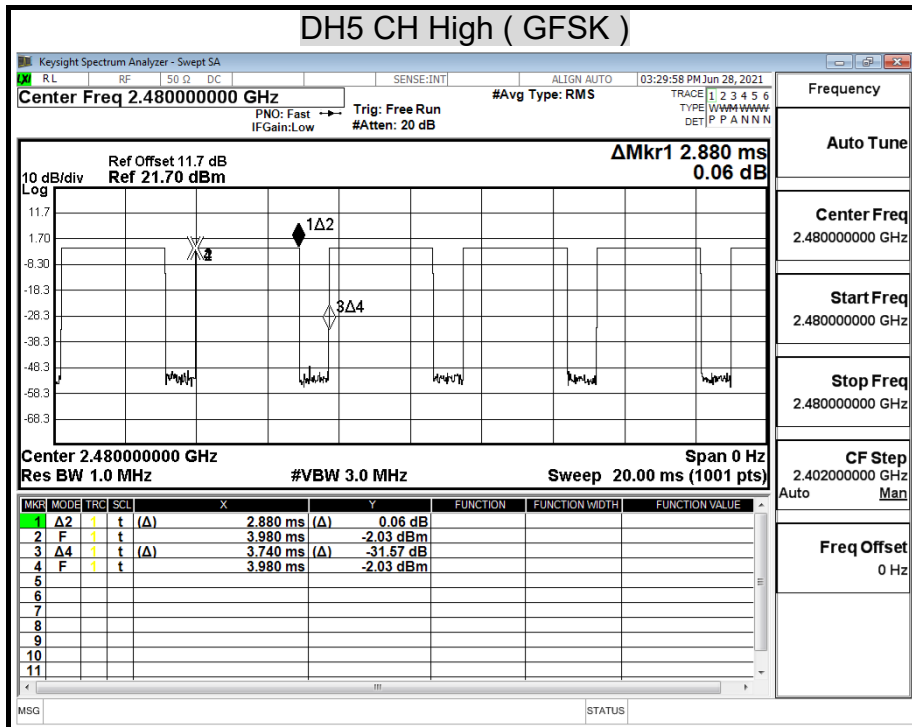 DH5 CH High ( GFSK )
Keysight Spectrum Analyzer - Swept SA
LXI RL RF 50 Ω DC SENSE:INT ALIGN AUTO 03:29:58 PM Jun 28, 2021
Center Freq 2.480000000 GHz
PNO: Fast
IFGain:Low
Trig: Free Run
#Atten: 20 dB
#Avg Type: RMS
TRACE 1 2 3 4 5 6
TYPE WWMWWWW
DET P P A N N N
ΔMkr1 2.880 ms
0.06 dB
Ref Offset 11.7 dB
10 dB/div Ref 21.70 dBm
Log
11.7
1.70
-8.30
-18.3
-28.3
-38.3
-48.3
-58.3
-68.3
1Δ2
3Δ4
Center 2.480000000 GHz Span 0 Hz
Res BW 1.0 MHz #VBW 3.0 MHz Sweep 20.00 ms (1001 pts)
MKR MODE TRC SCL X Y FUNCTION FUNCTION WIDTH FUNCTION VALUE
1 Δ2 1 t (Δ) 2.880 ms (Δ) 0.06 dB
2 F 1 t 3.980 ms -2.03 dBm
3 Δ4 1 t (Δ) 3.740 ms (Δ) -31.57 dB
4 F 1 t 3.980 ms -2.03 dBm
5
6
7
8
9
10
11
MSG STATUS
Frequency
Auto Tune
Center Freq
2.480000000 GHz
Start Freq
2.480000000 GHz
Stop Freq
2.480000000 GHz
CF Step
2.402000000 GHz
Auto Man
Freq Offset
0 Hz